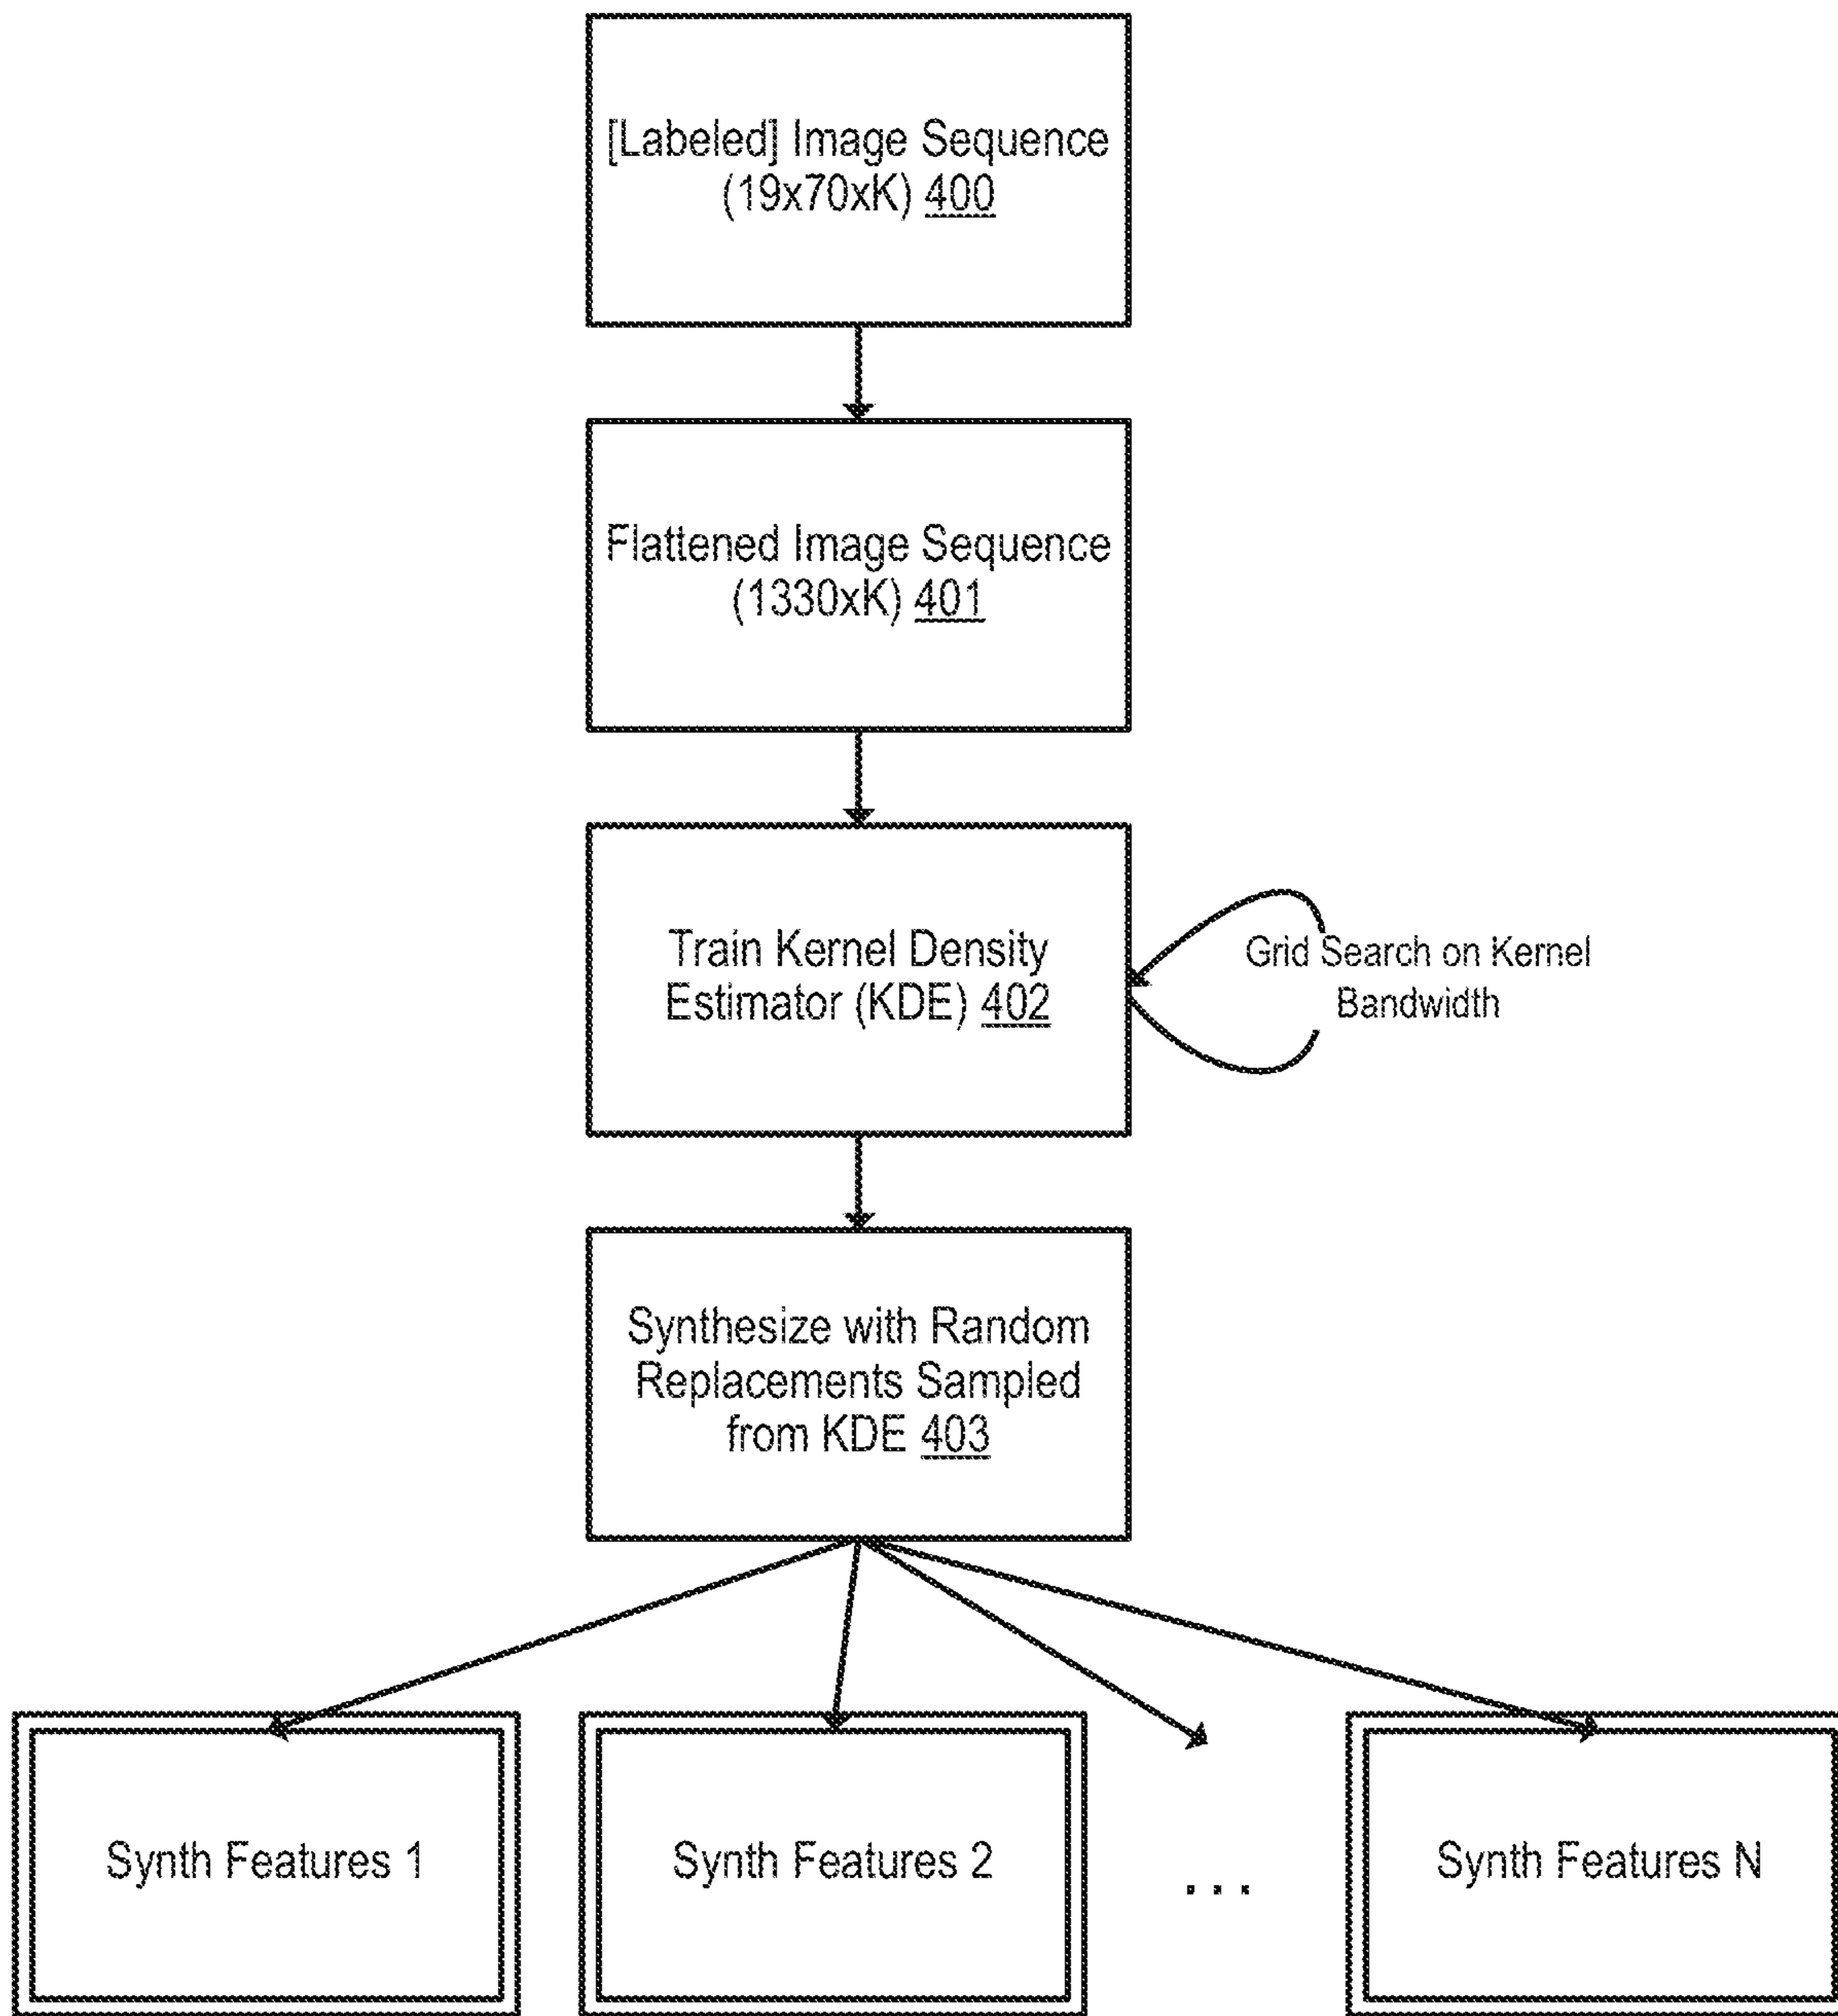 [Labeled] Image Sequence
(19x70xK) 400
Flattened Image Sequence
(1330xK) 401
Train Kernel Density
Estimator (KDE) 402
Grid Search on Kernel
Bandwidth
Synthesize with Random
Replacements Sampled
from KDE 403
Synth Features 1
Synth Features 2
...
Synth Features N